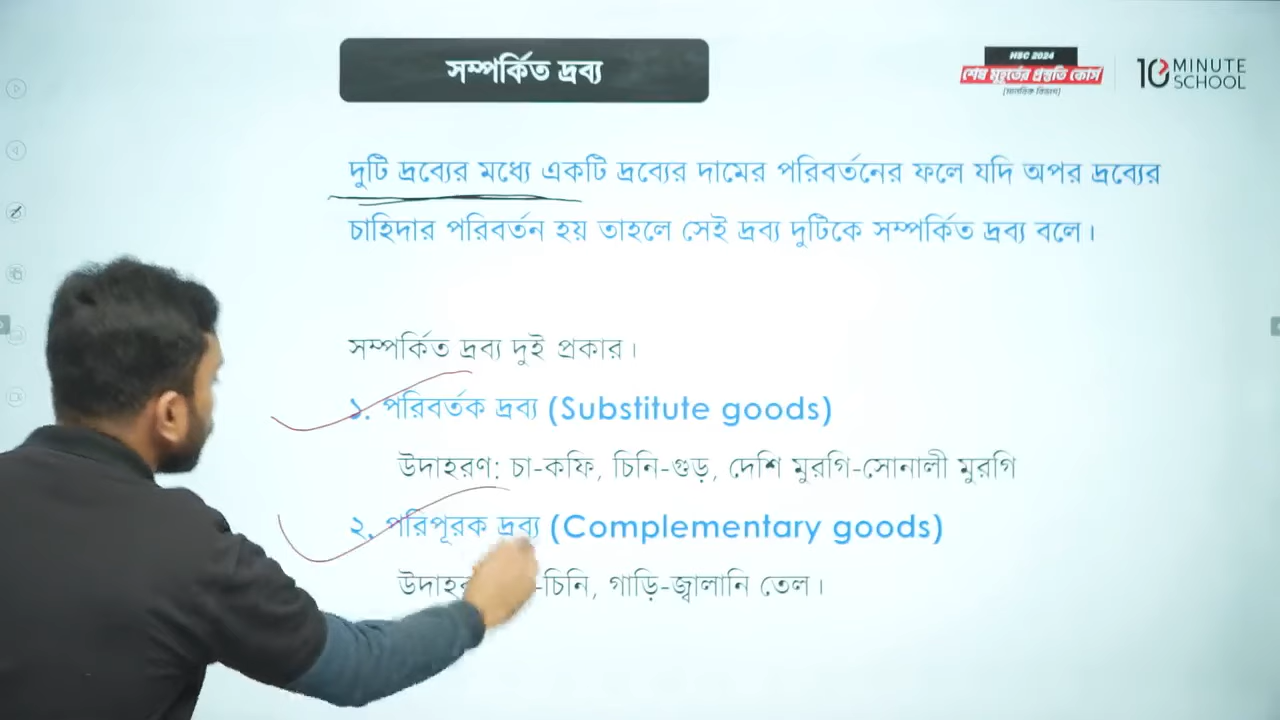 সম্পর্কিত দ্রব্য
HSC 2024
শেষ মুহূর্তের প্রস্তুতি কোর্স
(মানবিক বিভাগ)
10 MINUTE SCHOOL
দুটি দ্রব্যের মধ্যে একটি দ্রব্যের দামের পরিবর্তনের ফলে যদি অপর দ্রব্যের
চাহিদার পরিবর্তন হয় তাহলে সেই দ্রব্য দুটিকে সম্পর্কিত দ্রব্য বলে।
সম্পর্কিত দ্রব্য দুই প্রকার।
১. পরিবর্তক দ্রব্য (Substitute goods)
উদাহরণ: চা-কফি, চিনি-গুড়, দেশি মুরগি-সোনালী মুরগি
২. পরিপূরক দ্রব্য (Complementary goods)
-চিনি, গাড়ি-জ্বালানি তেল।